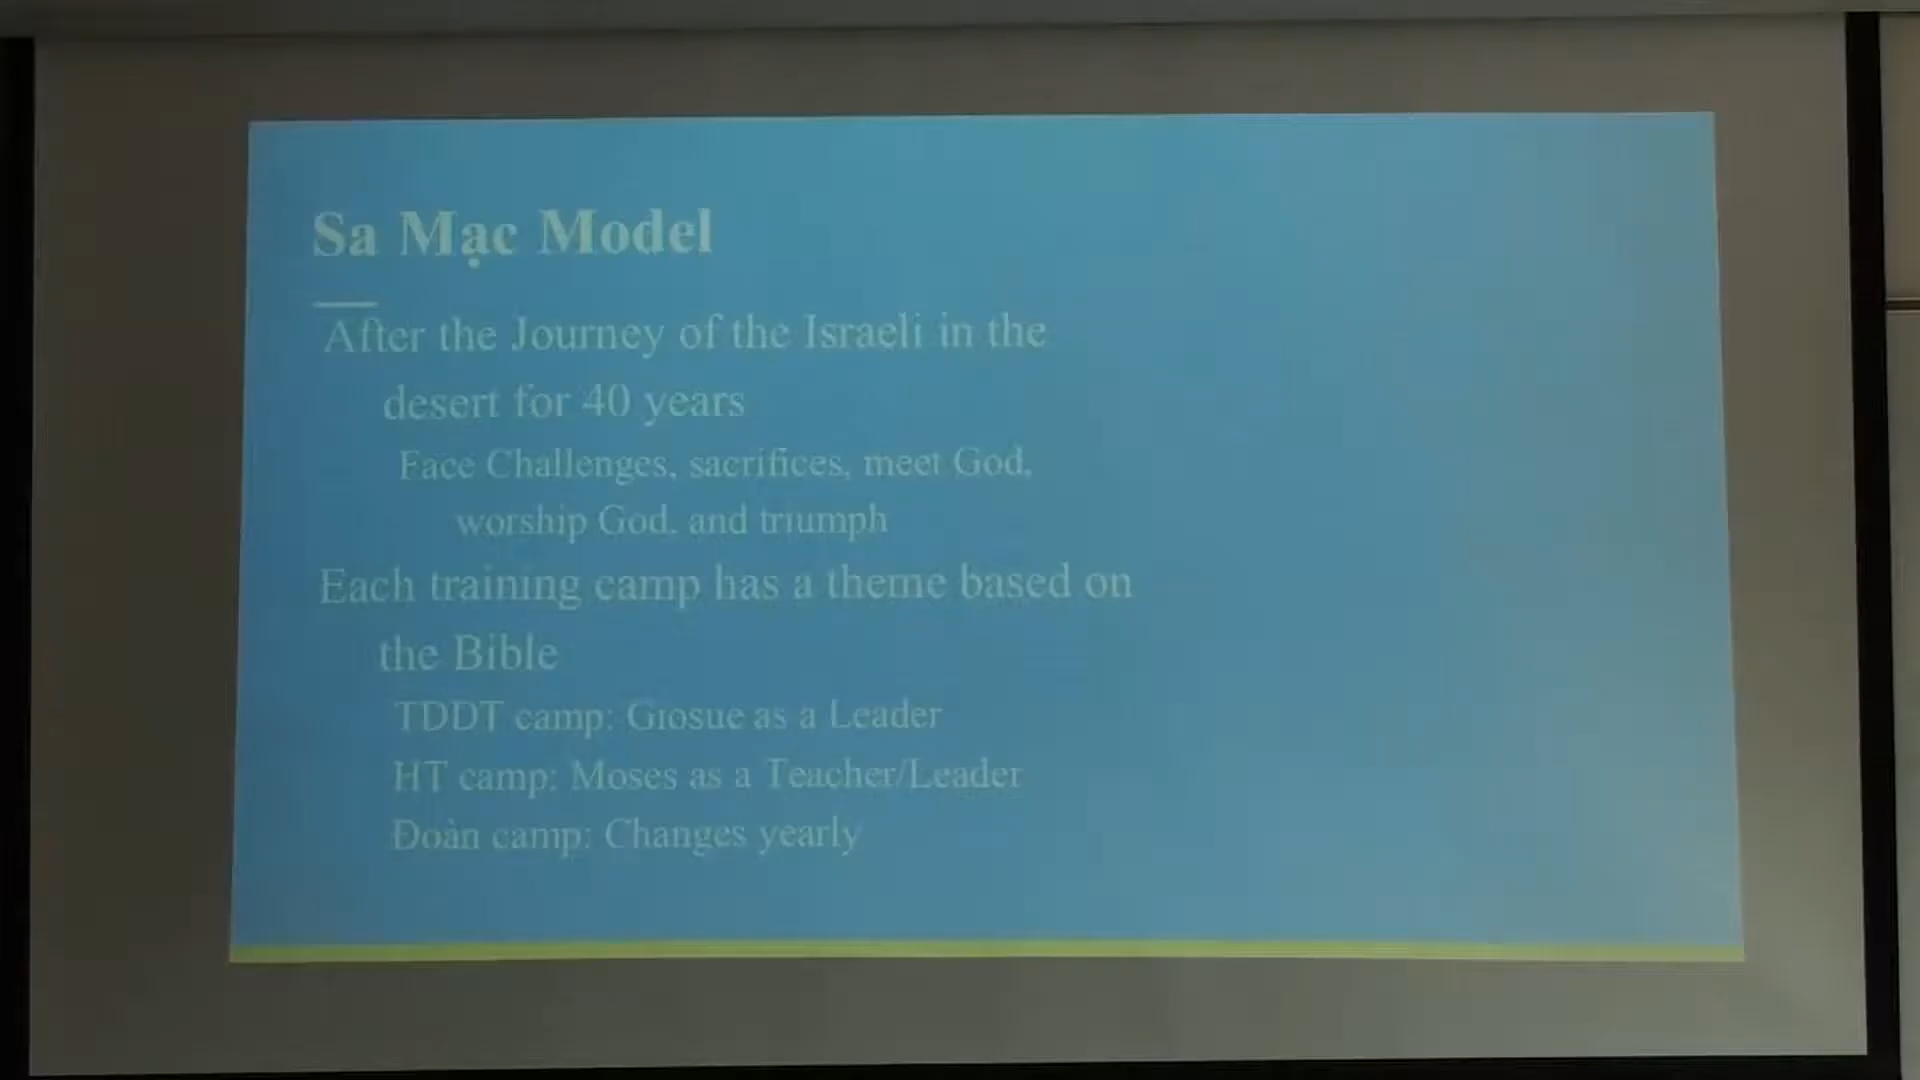 Sa Mạc Model
After the Journey of the Israeli in the
desert for 40 years
Face Challenges, sacrifices, meet God,
worship God, and triumph
Each training camp has a theme based on
the Bible
TDDT camp: Giosue as a Leader
HT camp: Moses as a Teacher/Leader
Đoàn camp: Changes yearly